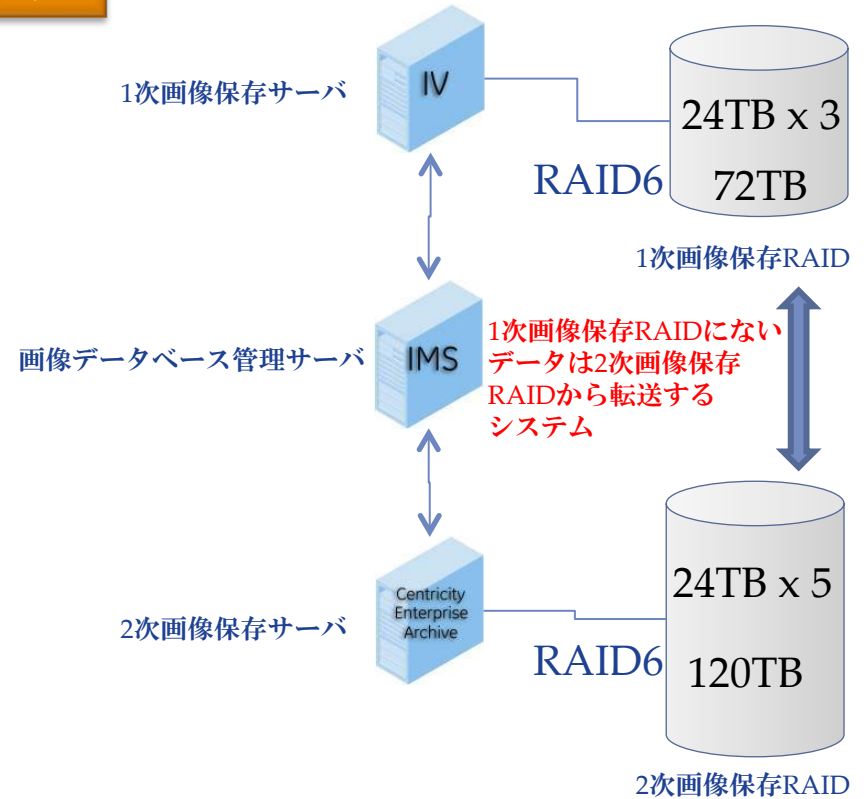 1次画像保存サーバ
IV
24TB x 3
RAID6
72TB
1次画像保存RAID
画像データベース管理サーバ
IMS
1次画像保存RAIDにない
データは2次画像保存
RAIDから転送する
システム
2次画像保存サーバ
Centricity
Enterprise
Archive
24TB x 5
RAID6
120TB
2次画像保存RAID